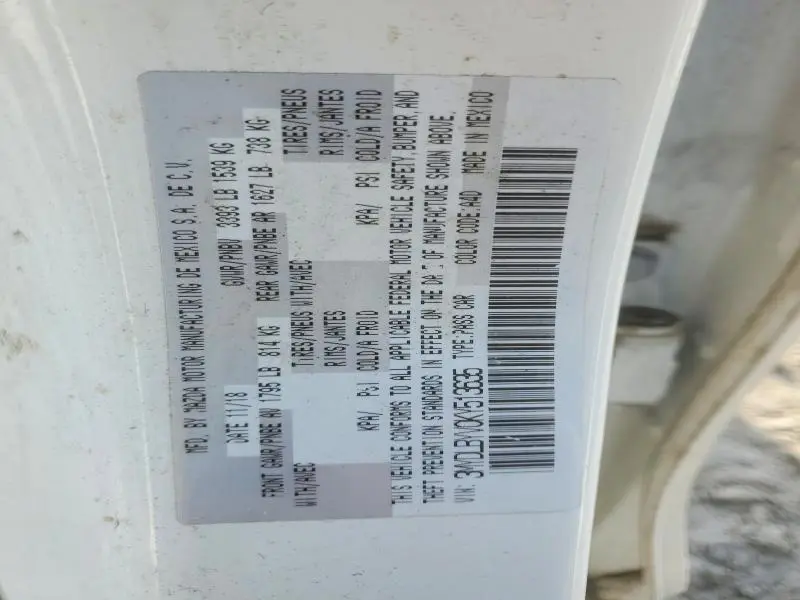 MFD. BY MAZDA MOTOR MANUFACTURING DE MEXICO S.A. DE C.V.
DATE 11/18 GVWR/PNBV 3393 LB 1539 KG
FRONT GAWR/PNBE AV 1795 LB 814 KG REAR GAWR/PNBE AR 1627 LB 738 KG
TIRES/PNEUS WITH/AVEC TIRES/PNEUS
WITH/AVEC RIMS/JANTES RIMS/JANTES
KPA/ PSI COLD/A FROID KPA/ PSI COLD/A FROID
THIS VEHICLE CONFORMS TO ALL APPLICABLE FEDERAL MOTOR VEHICLE SAFETY, BUMPER, AND
THEFT PREVENTION STANDARDS IN EFFECT ON THE DATE OF MANUFACTURE SHOWN ABOVE.
VIN: 3MYDLBYV0KY513635 TYPE:PASS CAR COLOR CODE:A4D MADE IN MEXICO